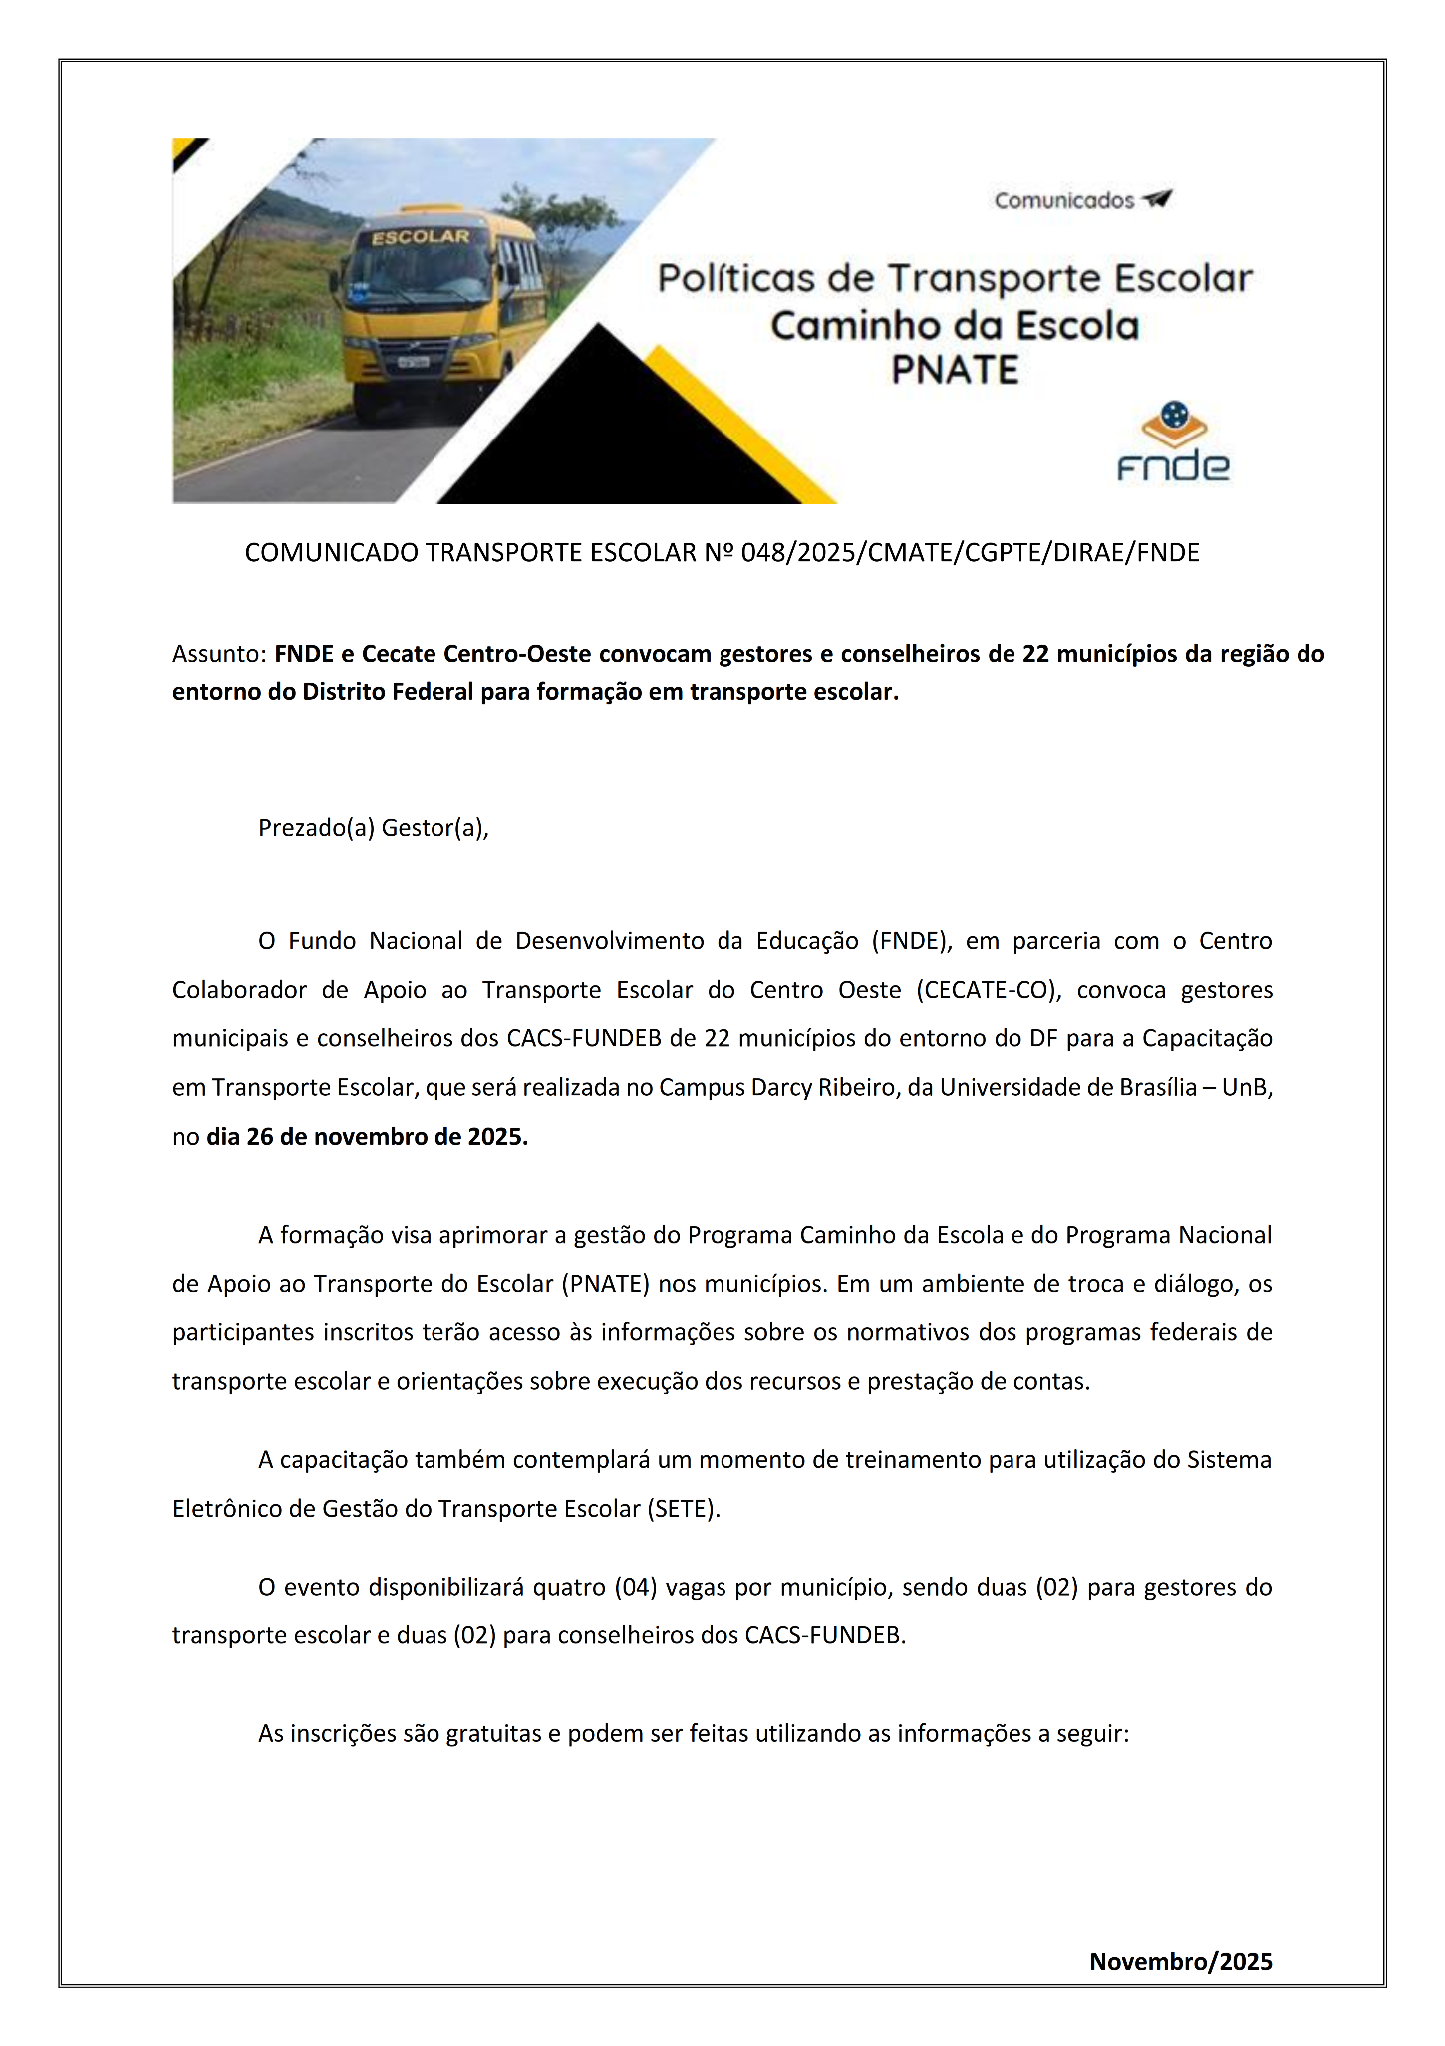 ESCOLAR
Comunicados
Políticas de Transporte Escolar
Caminho da Escola
PNATE
fnde
COMUNICADO TRANSPORTE ESCOLAR Nº 048/2025/CMATE/CGPTE/DIRAE/FNDE
Assunto: FNDE e Cecate Centro-Oeste convocam gestores e conselheiros de 22 municípios da região do
entorno do Distrito Federal para formação em transporte escolar.
Prezado(a) Gestor(a),
O Fundo Nacional de Desenvolvimento da Educação (FNDE), em parceria com o Centro
Colaborador de Apoio ao Transporte Escolar do Centro Oeste (CECATE-CO), convoca gestores
municipais e conselheiros dos CACS-FUNDEB de 22 municípios do entorno do DF para a Capacitação
em Transporte Escolar, que será realizada no Campus Darcy Ribeiro, da Universidade de Brasília – UnB,
no dia 26 de novembro de 2025.
A formação visa aprimorar a gestão do Programa Caminho da Escola e do Programa Nacional
de Apoio ao Transporte do Escolar (PNATE) nos municípios. Em um ambiente de troca e diálogo, os
participantes inscritos terão acesso às informações sobre os normativos dos programas federais de
transporte escolar e orientações sobre execução dos recursos e prestação de contas.
A capacitação também contemplará um momento de treinamento para utilização do Sistema
Eletrônico de Gestão do Transporte Escolar (SETE).
O evento disponibilizará quatro (04) vagas por município, sendo duas (02) para gestores do
transporte escolar e duas (02) para conselheiros dos CACS-FUNDEB.
As inscrições são gratuitas e podem ser feitas utilizando as informações a seguir:
Novembro/2025